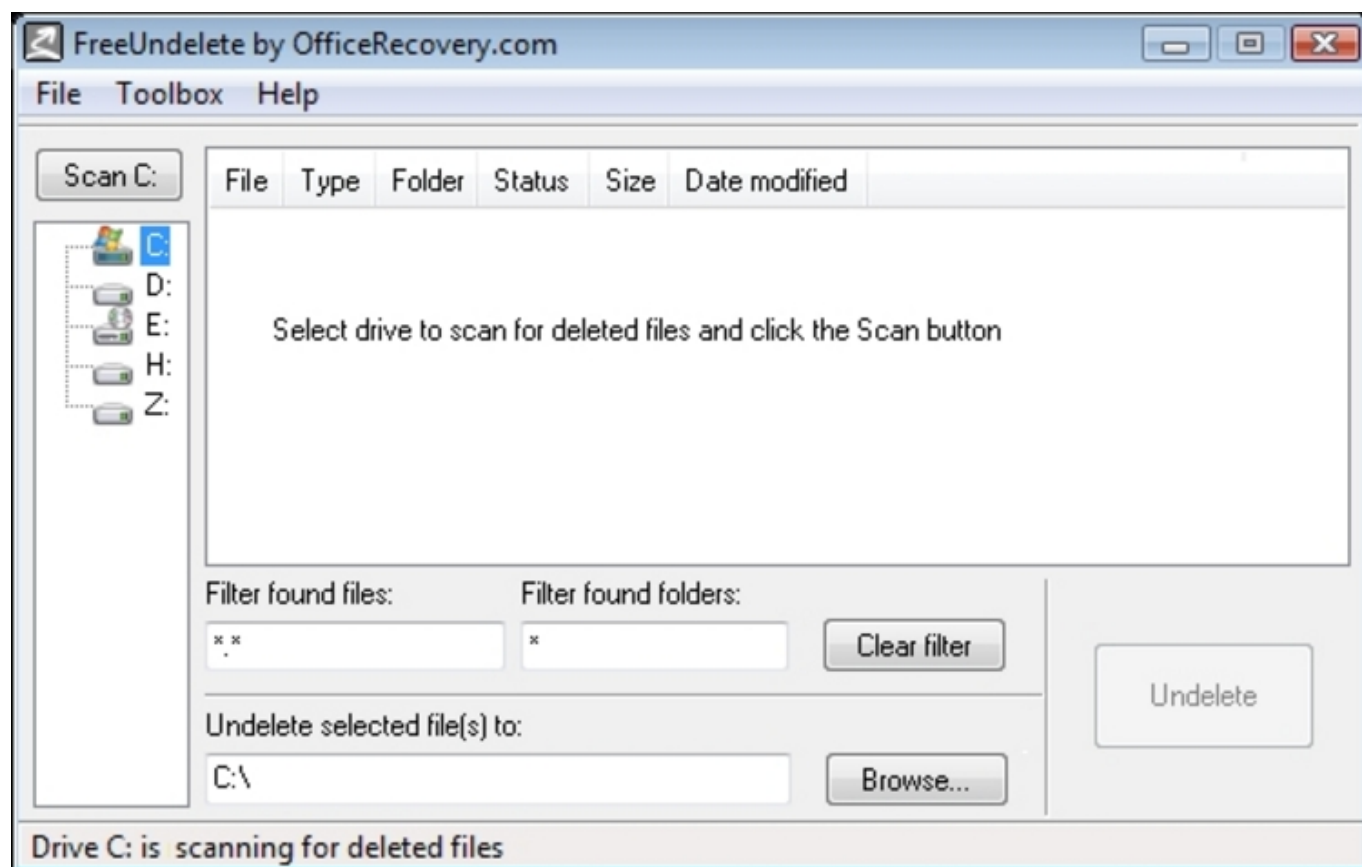 FreeUndelete by OfficeRecovery.com
File Toolbox Help
Scan C:
File Type Folder Status Size Date modified
C:
D:
E:
H:
Z:
Select drive to scan for deleted files and click the Scan button
Filter found files: Filter found folders:
*.* * Clear filter
Undelete
Undelete selected file(s) to:
C:\ Browse...
Drive C: is scanning for deleted files